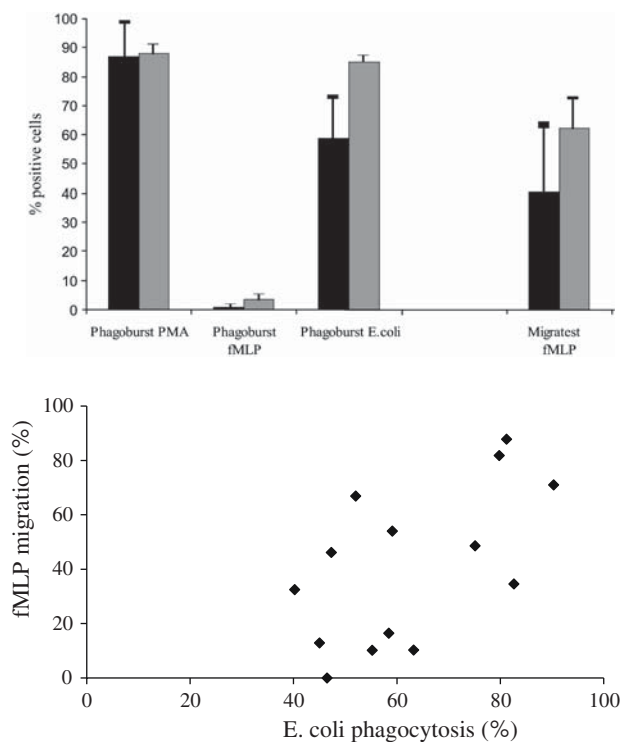 100
90
80
70
60
50
40
30
20
10
0
% positive cells
Phagoburst PMA
Phagoburst
fMLP
Phagoburst E.coli
Migratest
fMLP
100
80
60
40
20
0
fMLP migration (%)
0 20 40 60 80 100
E. coli phagocytosis (%)